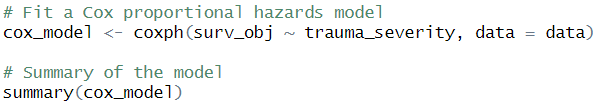 # Fit a Cox proportional hazards model
cox_model <- coxph(surv_obj ~ trauma_severity, data = data)
# Summary of the model
summary(cox_model)